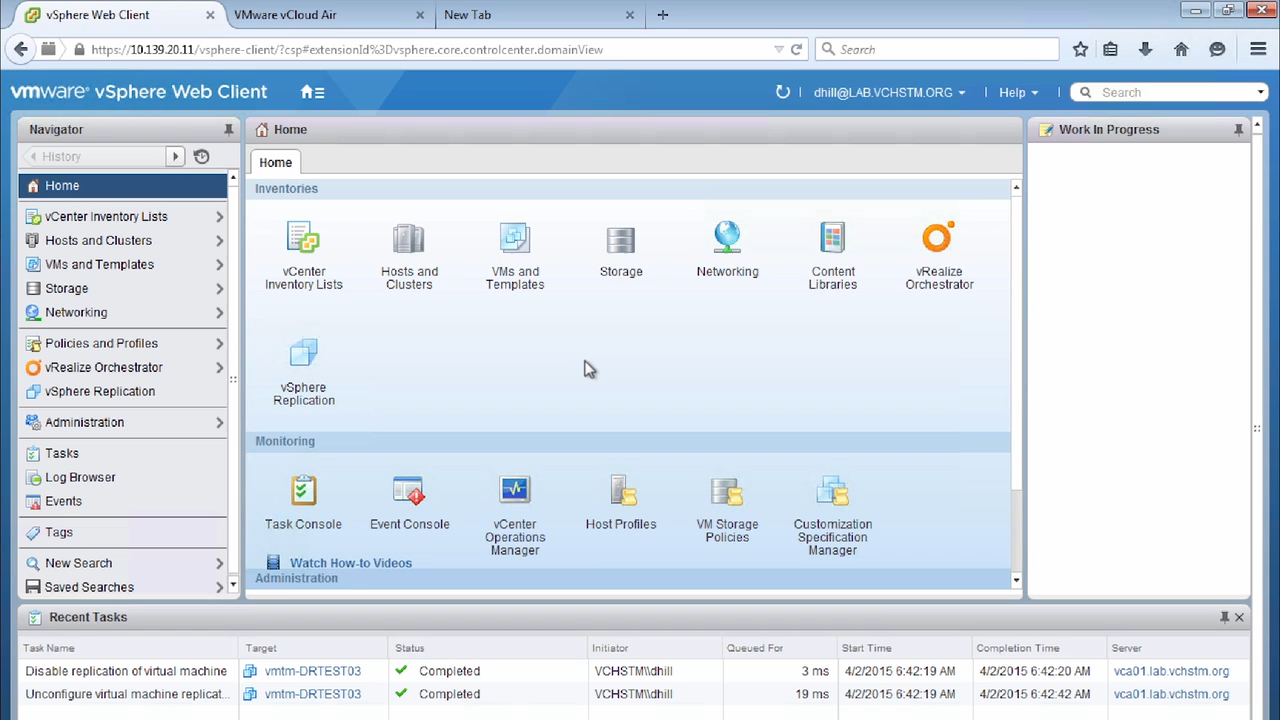 vSphere Web Client
VMware vCloud Air
New Tab
https://10.139.20.11/vsphere-client/?csp#extensionId%3Dvsphere.core.controlcenter.domainView
Search
vmware® vSphere Web Client
dhill@LAB.VCHSTM.ORG
Help
Search
Navigator
History
Home
vCenter Inventory Lists
Hosts and Clusters
VMs and Templates
Storage
Networking
Policies and Profiles
vRealize Orchestrator
vSphere Replication
Administration
Tasks
Log Browser
Events
Tags
New Search
Saved Searches
Home
Home
Inventories
vCenter
Inventory Lists
Hosts and
Clusters
VMs and
Templates
Storage
Networking
Content
Libraries
vRealize
Orchestrator
vSphere
Replication
Monitoring
Task Console
Event Console
vCenter
Operations
Manager
Host Profiles
VM Storage
Policies
Customization
Specification
Manager
Watch How-to Videos
Administration
Work In Progress
Recent Tasks
Task Name Target Status Initiator Queued For Start Time Completion Time Server
Disable replication of virtual machine vmtm-DRTEST03 Completed VCHSTM\\dhill 3 ms 4/2/2015 6:42:19 AM 4/2/2015 6:42:20 AM vca01.lab.vchstm.org
Unconfigure virtual machine replicat... vmtm-DRTEST03 Completed VCHSTM\\dhill 19 ms 4/2/2015 6:42:19 AM 4/2/2015 6:42:42 AM vca01.lab.vchstm.org